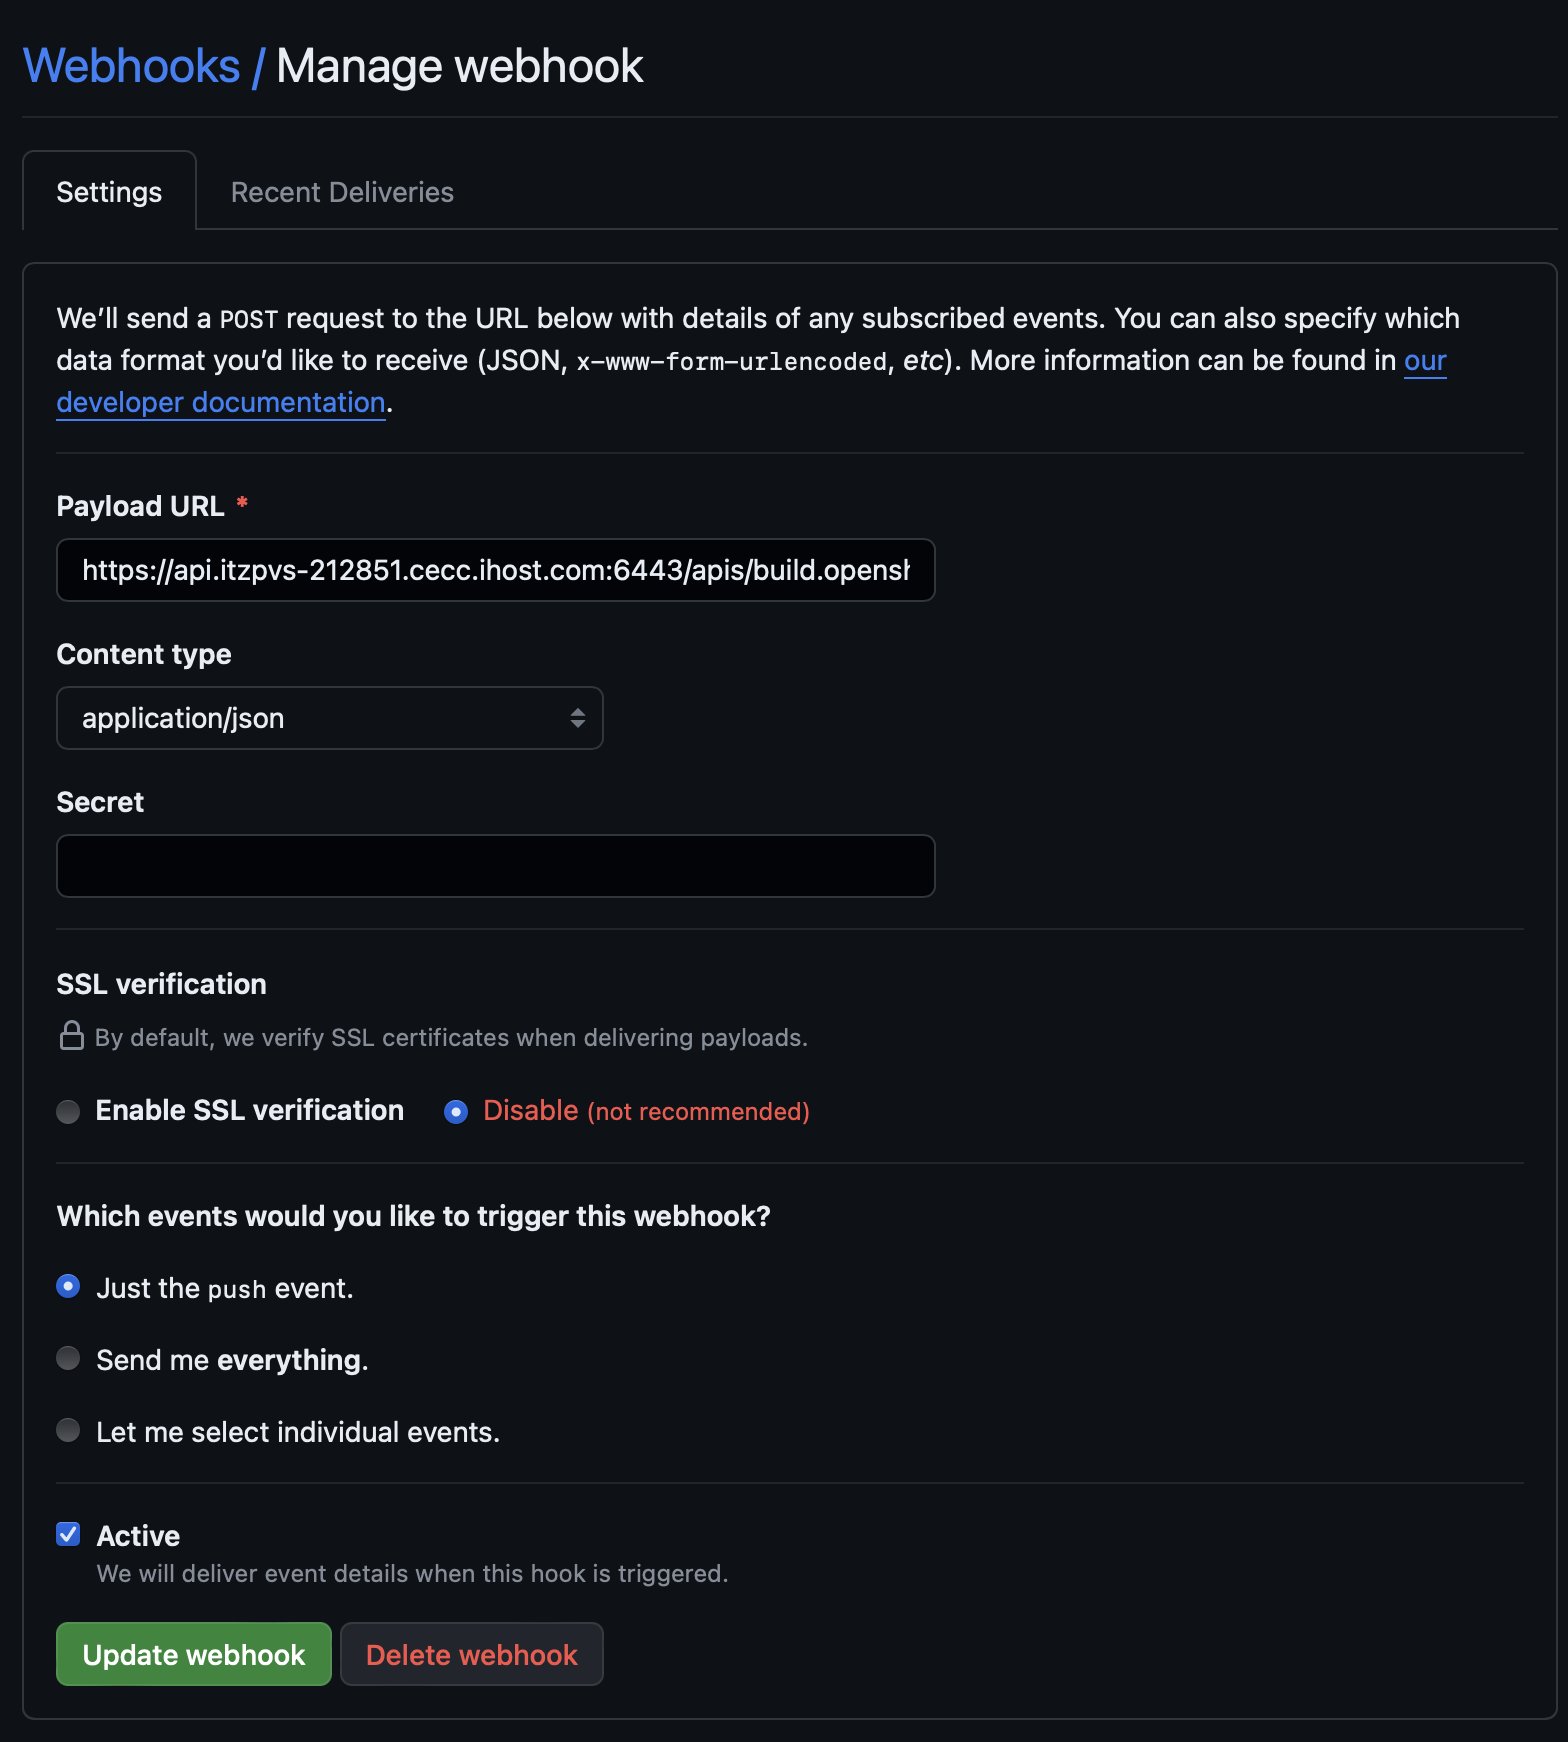 Webhooks / Manage webhook
Settings
Recent Deliveries
We’ll send a POST request to the URL below with details of any subscribed events. You can also specify which
data format you’d like to receive (JSON, x-www-form-urlencoded, etc). More information can be found in our
developer documentation.
Payload URL *
https://api.itzpvs-212851.cecc.ihost.com:6443/apis/build.opensh
Content type
application/json
Secret
SSL verification
By default, we verify SSL certificates when delivering payloads.
Enable SSL verification
Disable (not recommended)
Which events would you like to trigger this webhook?
Just the push event.
Send me everything.
Let me select individual events.
Active
We will deliver event details when this hook is triggered.
Update webhook
Delete webhook